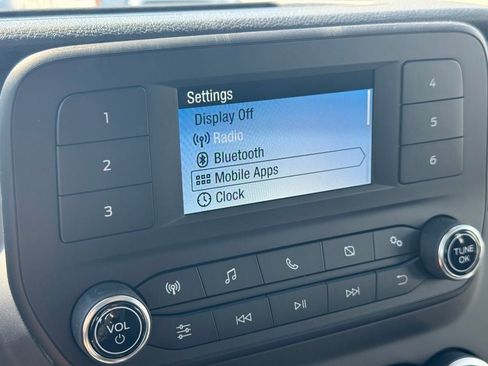 Settings
Display Off
Radio
Bluetooth
Mobile Apps
Clock
1
2
3
4
5
6
VOL
TUNE
OK